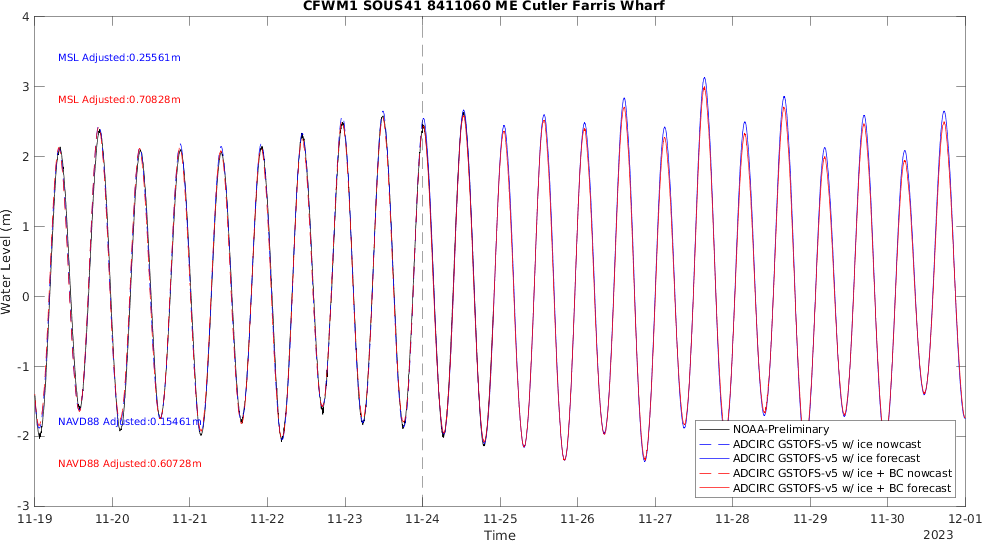 CFWM1 SOUS41 8411060 ME Cutler Farris Wharf
4
3
2
1
0
-1
-2
-3
Water Level (m)
MSL Adjusted:0.25561m
MSL Adjusted:0.70828m
NAVD88 Adjusted:0.15461m
NAVD88 Adjusted:0.60728m
NOAA-Preliminary
ADCIRC GSTOFS-v5 w/ ice nowcast
ADCIRC GSTOFS-v5 w/ ice forecast
ADCIRC GSTOFS-v5 w/ ice + BC nowcast
ADCIRC GSTOFS-v5 w/ ice + BC forecast
11-19 11-20 11-21 11-22 11-23 11-24 11-25 11-26 11-27 11-28 11-29 11-30 12-01
Time
2023